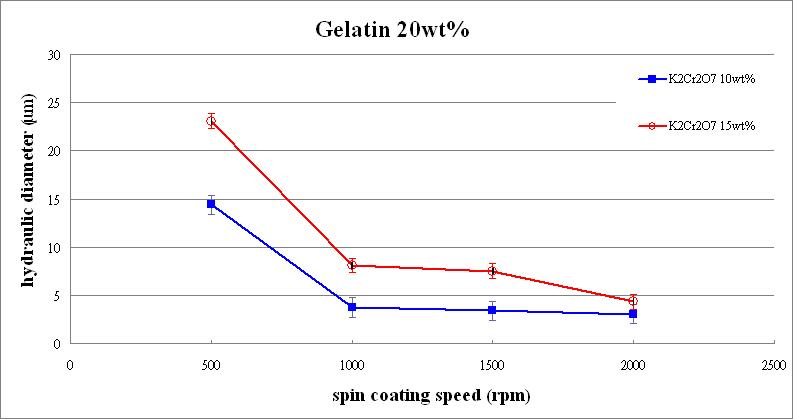 Gelatin 20wt%
30
25
20
15
10
5
0
0 500 1000 1500 2000 2500
hydraulic diameter (μm)
spin coating speed (rpm)
K2Cr2O7 10wt%
K2Cr2O7 15wt%